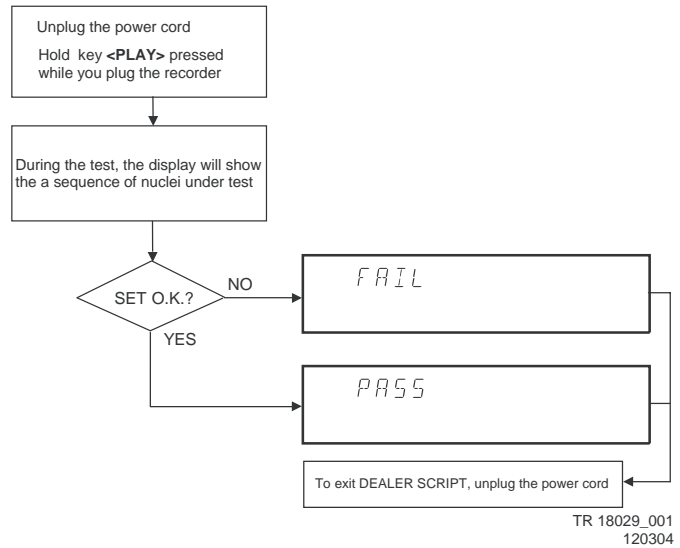 Unplug the power cord
Hold key <PLAY> pressed
while you plug the recorder
During the test, the display will show
the a sequence of nuclei under test
SET O.K.?
NO
YES
FAIL
PASS
To exit DEALER SCRIPT, unplug the power cord
TR 18029_001
120304